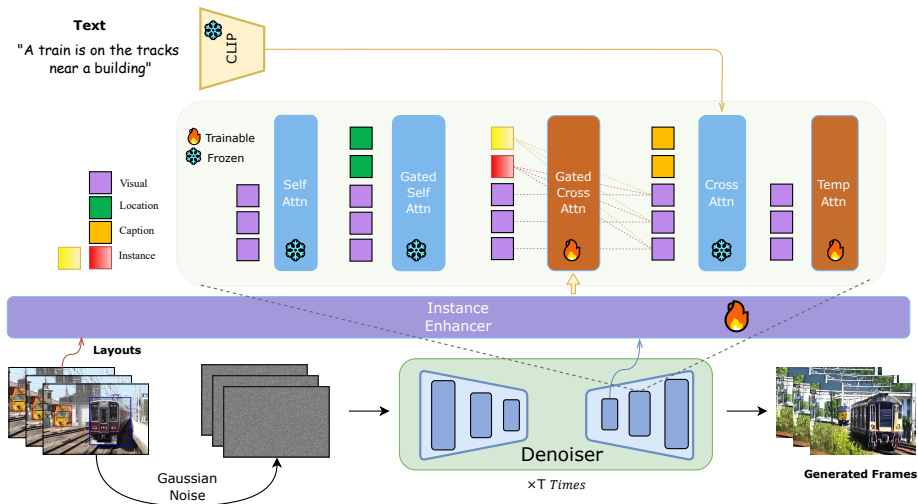 Text
"A train is on the tracks
near a building"
CLIP
Trainable
Frozen
Visual
Location
Caption
Instance
Self
Attn
Gated
Self
Attn
Gated
Cross
Attn
Cross
Attn
Temp
Attn
Instance
Enhancer
Layouts
Gaussian
Noise
Denoiser
×T Times
Generated Frames